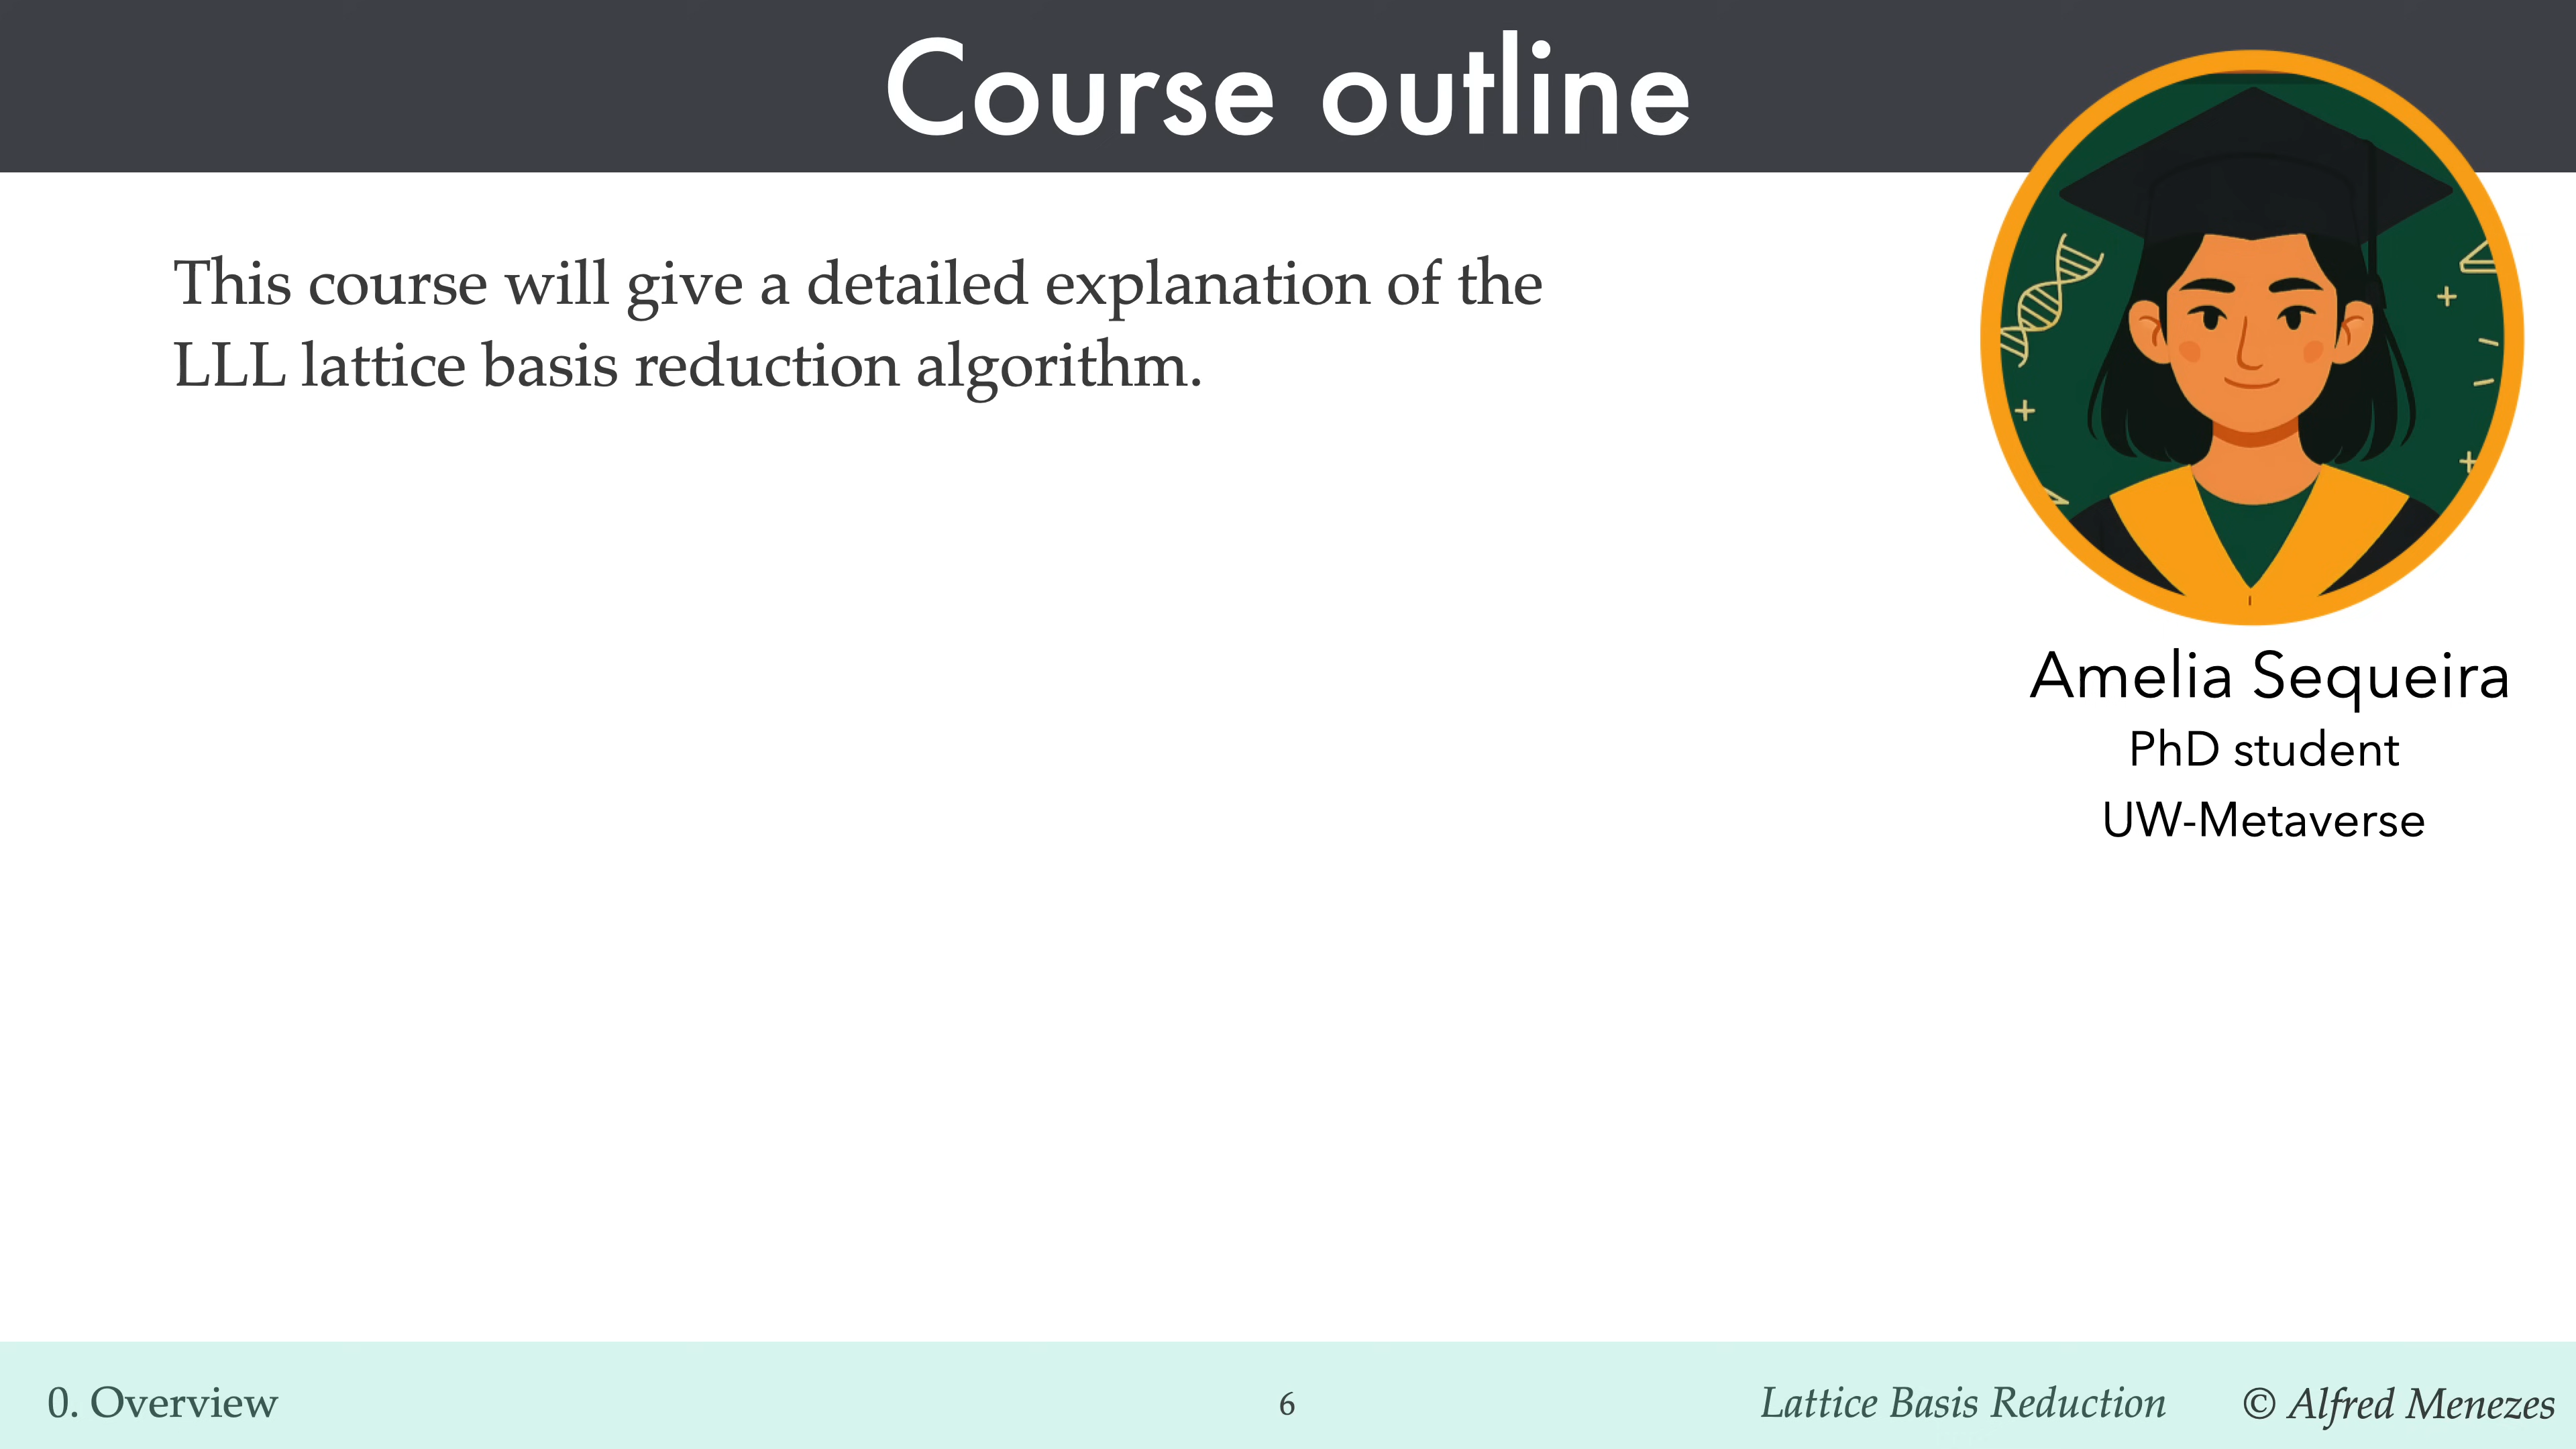 Course outline
This course will give a detailed explanation of the
LLL lattice basis reduction algorithm.
Amelia Sequeira
PhD student
UW-Metaverse
0. Overview
6
Lattice Basis Reduction
© Alfred Menezes